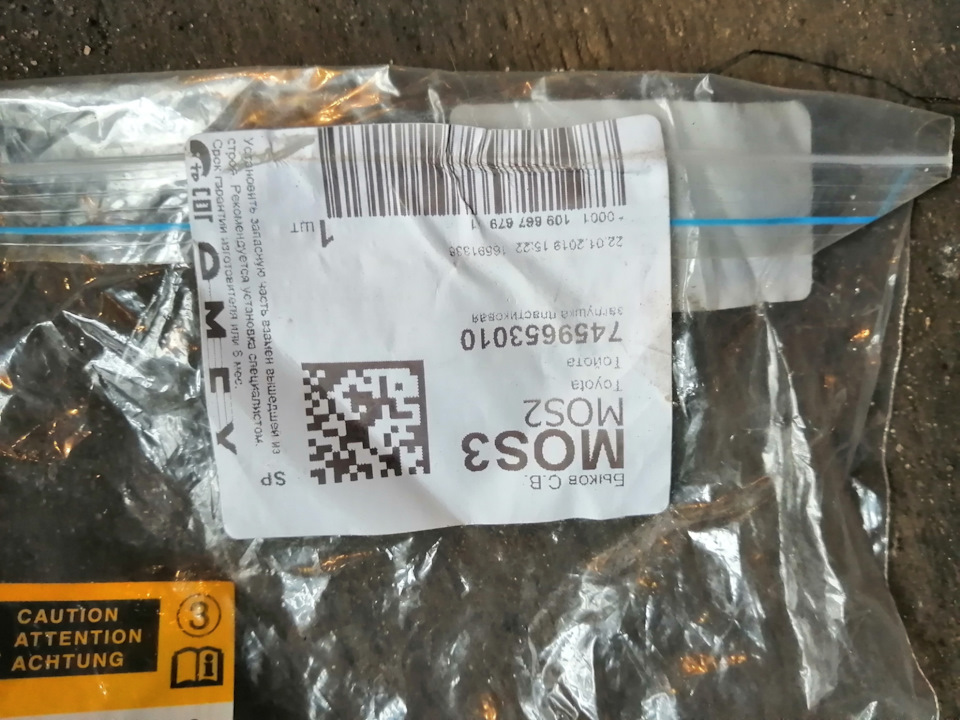 Быков С.В.
MOS3
MOS2
Toyota
Тойота
7459653010
заглушка пластиковая
22.01.2019 15:22 16591338
*0001 109 667 679 1
1 шт
SP
Установить запасную часть взамен вышедшей из
строя. Рекомендуется установка специалистом.
Срок гарантии изготовителя или 6 мес.
CAUTION
ATTENTION
ACHTUNG
3
i